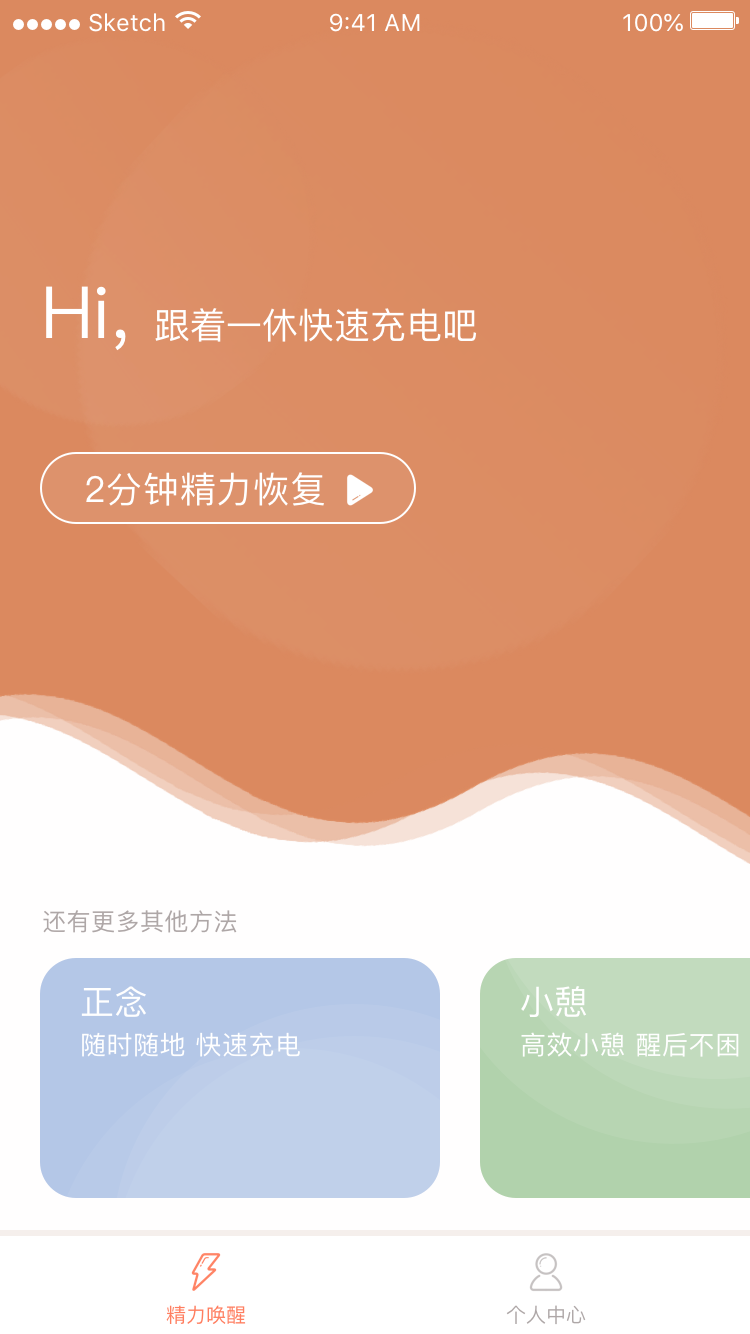 Sketch 9:41 AM 100%
Hi, 跟着一休快速充电吧
2分钟精力恢复
还有更多其他方法
正念
随时随地 快速充电
小憩
高效小憩 醒后不困
精力唤醒
个人中心